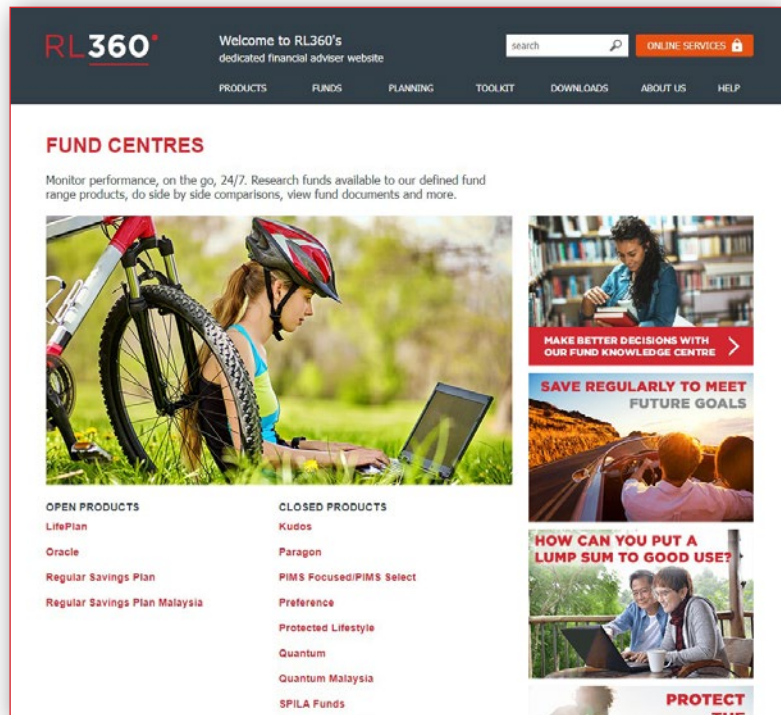 RL360°
Welcome to RL360's
dedicated financial adviser website
search
ONLINE SERVICES
PRODUCTS
FUNDS
PLANNING
TOOLKIT
DOWNLOADS
ABOUT US
HELP
FUND CENTRES
Monitor performance, on the go, 24/7. Research funds available to our defined fund
range products, do side by side comparisons, view fund documents and more.
OPEN PRODUCTS
LifePlan
Oracle
Regular Savings Plan
Regular Savings Plan Malaysia
CLOSED PRODUCTS
Kudos
Paragon
PIMS Focused/PIMS Select
Preference
Protected Lifestyle
Quantum
Quantum Malaysia
SPILA Funds
MAKE BETTER DECISIONS WITH
OUR FUND KNOWLEDGE CENTRE
SAVE REGULARLY TO MEET
FUTURE GOALS
HOW CAN YOU PUT A
LUMP SUM TO GOOD USE?
PROTECT
THE